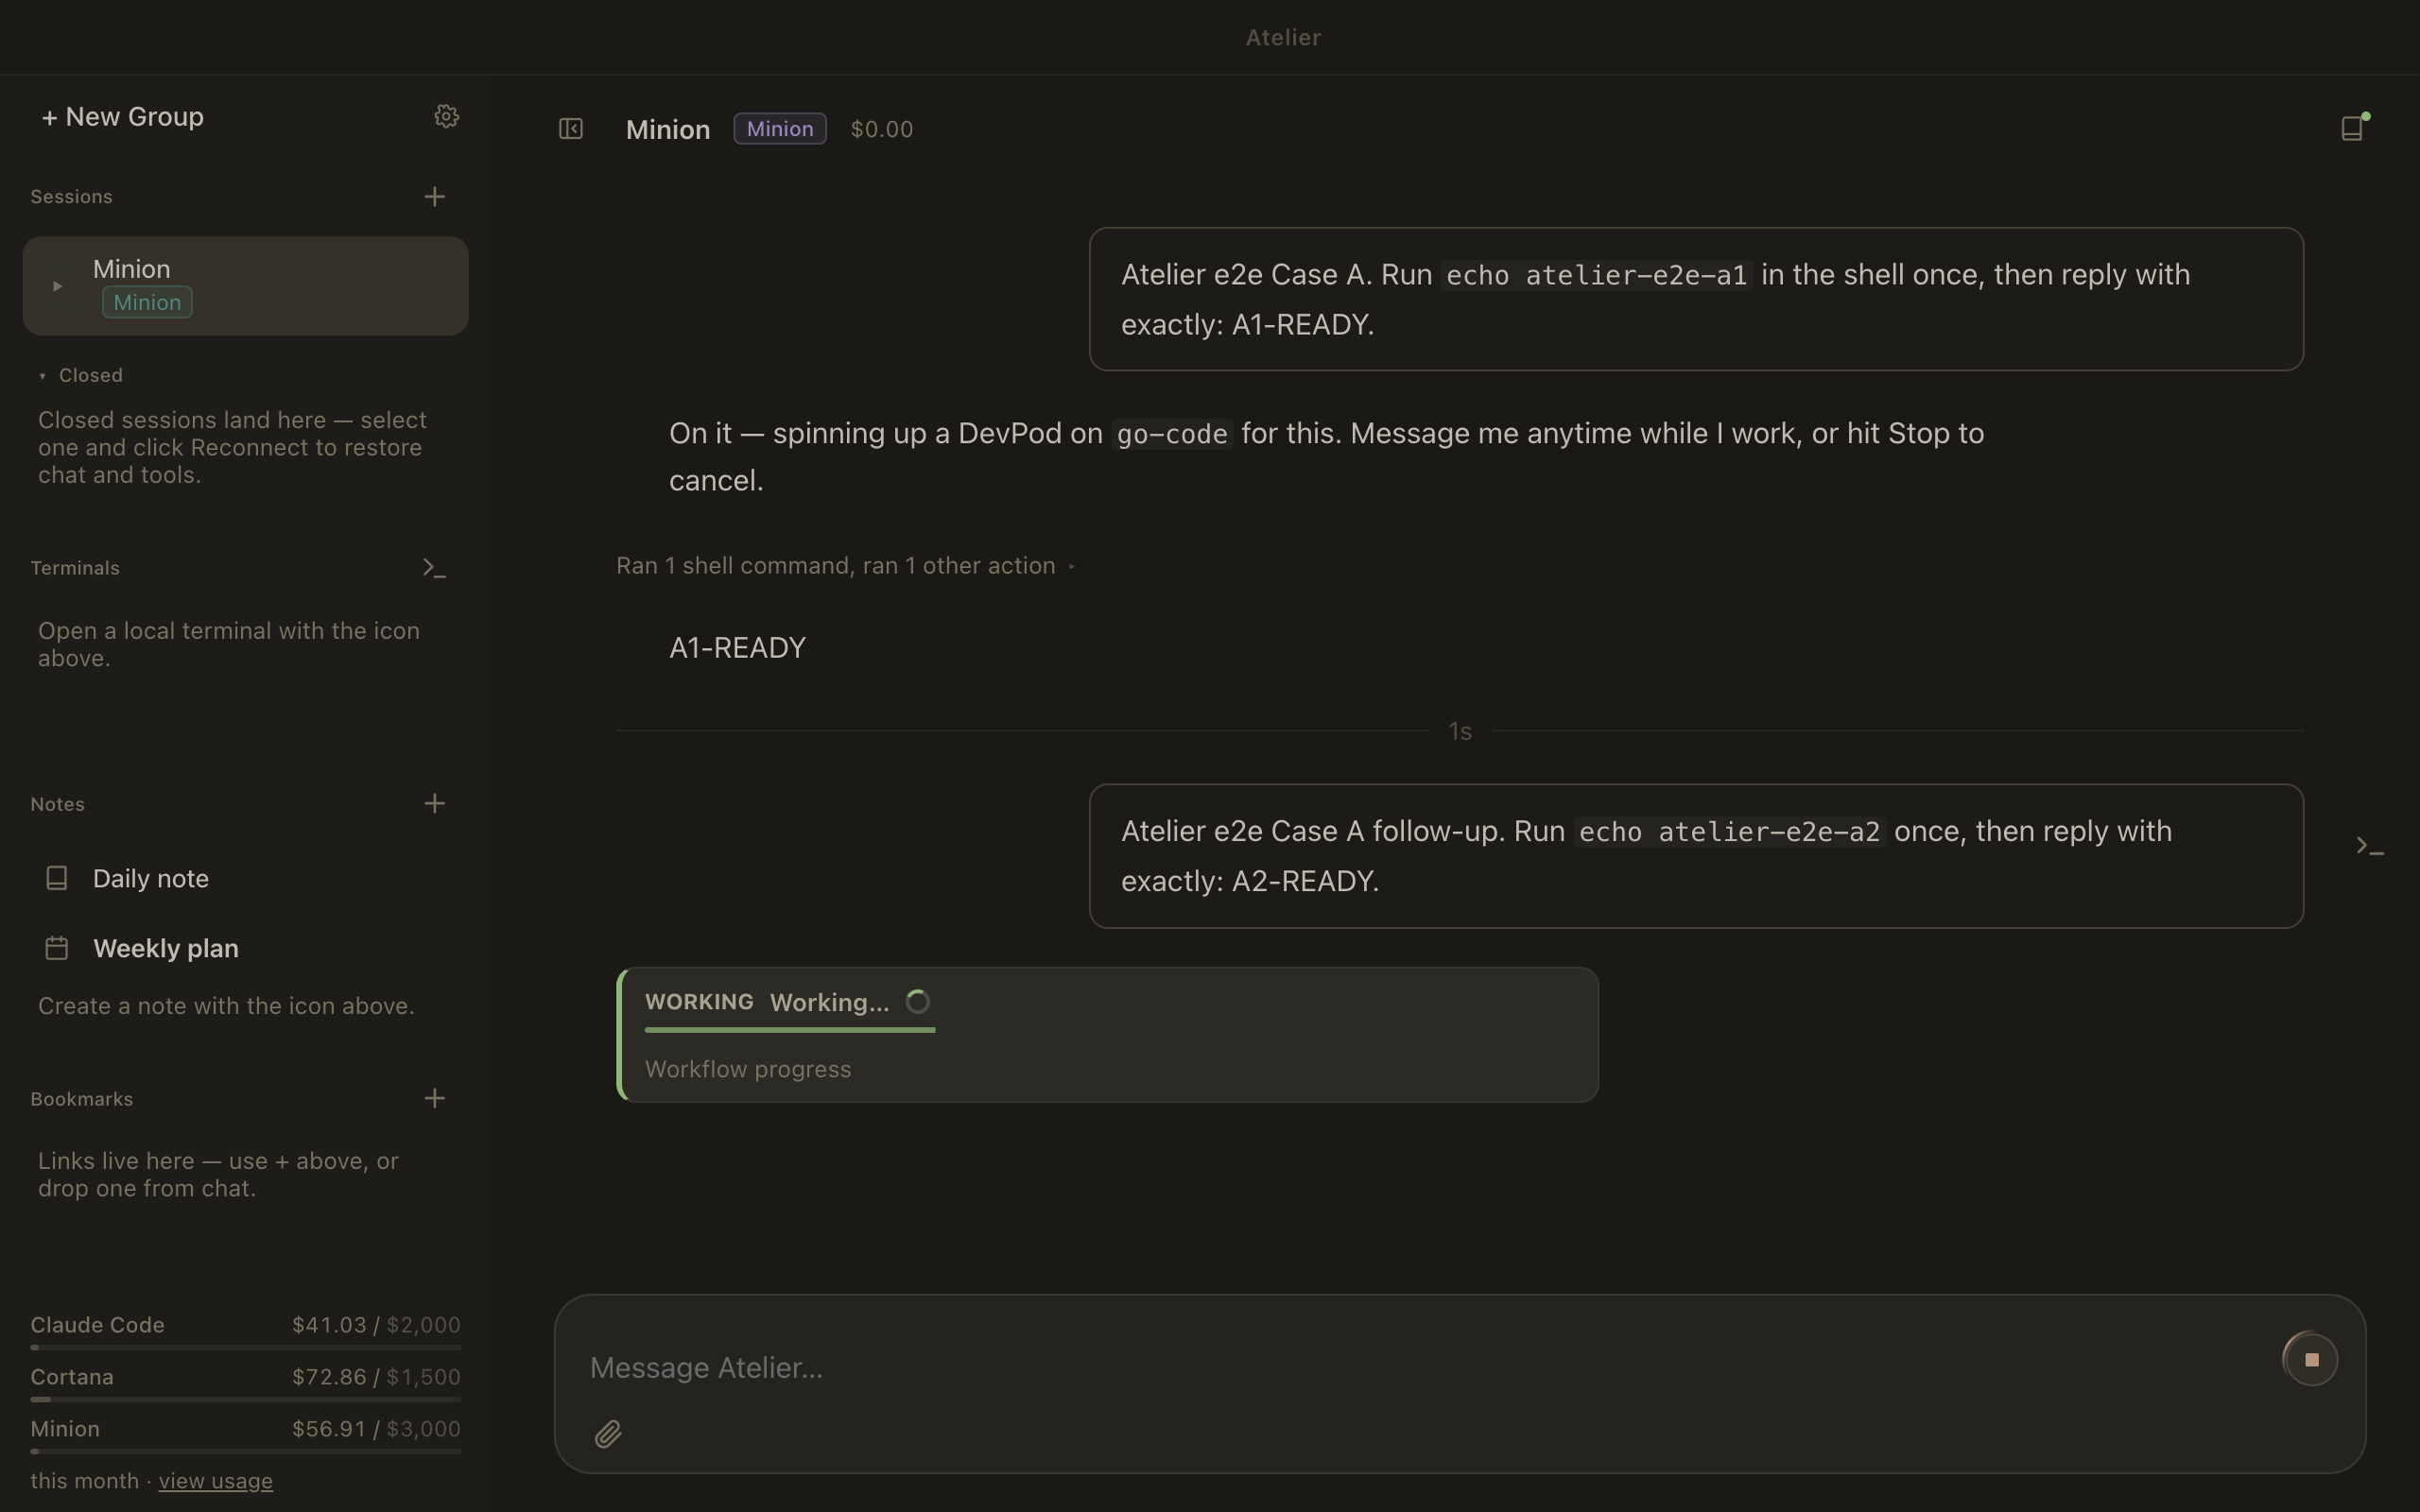 Atelier
+ New Group
Sessions
Minion
Minion
Closed
Closed sessions land here — select
one and click Reconnect to restore
chat and tools.
Terminals
Open a local terminal with the icon
above.
Notes
Daily note
Weekly plan
Create a note with the icon above.
Bookmarks
Links live here — use + above, or
drop one from chat.
Claude Code $41.03 / $2,000
Cortana $72.86 / $1,500
Minion $56.91 / $3,000
this month · view usage
Minion Minion $0.00
Atelier e2e Case A. Run echo atelier-e2e-a1 in the shell once, then reply with
exactly: A1-READY.
On it — spinning up a DevPod on go-code for this. Message me anytime while I work, or hit Stop to
cancel.
Ran 1 shell command, ran 1 other action
A1-READY
1s
Atelier e2e Case A follow-up. Run echo atelier-e2e-a2 once, then reply with
exactly: A2-READY.
WORKING Working...
Workflow progress
Message Atelier...